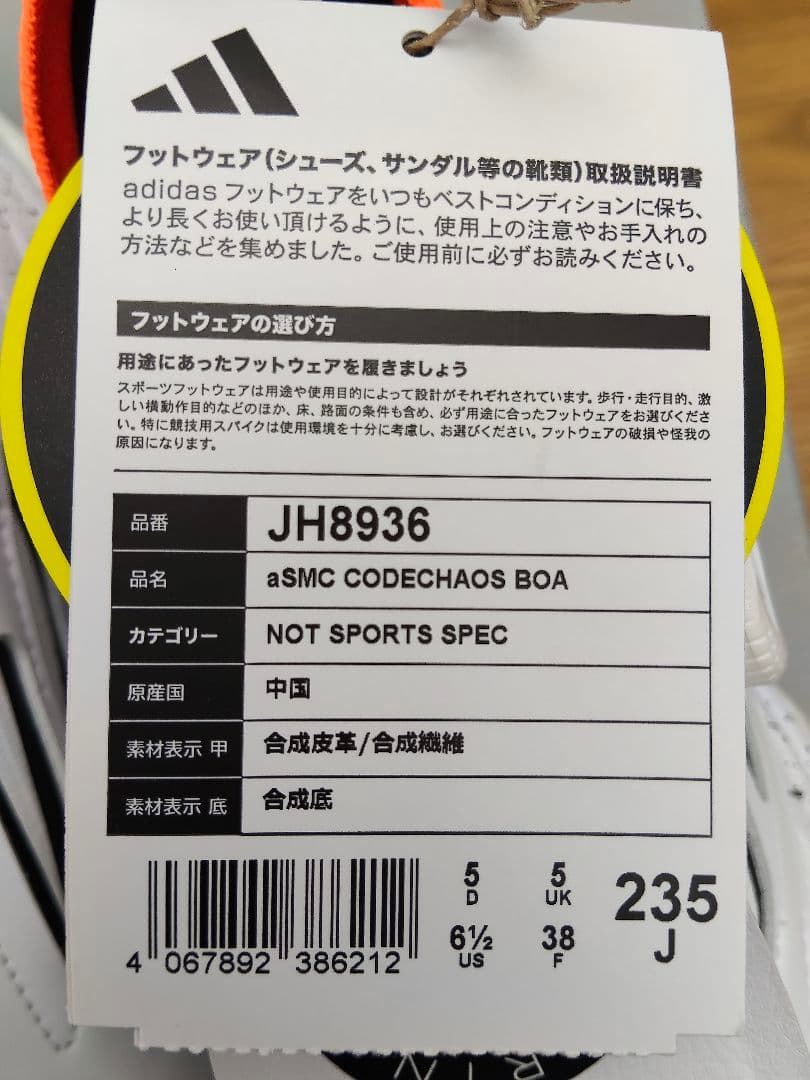 フットウェア(シューズ、サンダル等の靴類)取扱説明書
adidas フットウェアをいつもベストコンディションに保ち、
より長くお使い頂けるように、使用上の注意やお手入れの
方法などを集めました。ご使用前に必ずお読みください。
フットウェアの選び方
用途にあったフットウェアを履きましょう
スポーツフットウェアは用途や使用目的によって設計がそれぞれされています。歩行・走行目的、激
しい横動作目的などのほか、床、路面の条件も含め、必ず用途に合ったフットウェアをお選びくださ
い。特に競技用スパイクは使用環境を十分に考慮し、お選びください。フットウェアの破損や怪我の
原因になります。
品番 JH8936
品名 aSMC CODECHAOS BOA
カテゴリー NOT SPORTS SPEC
原産国 中国
素材表示 甲 合成皮革/合成繊維
素材表示 底 合成底
5 5 235
D UK J
6½ 38
US F
4 067892 386212